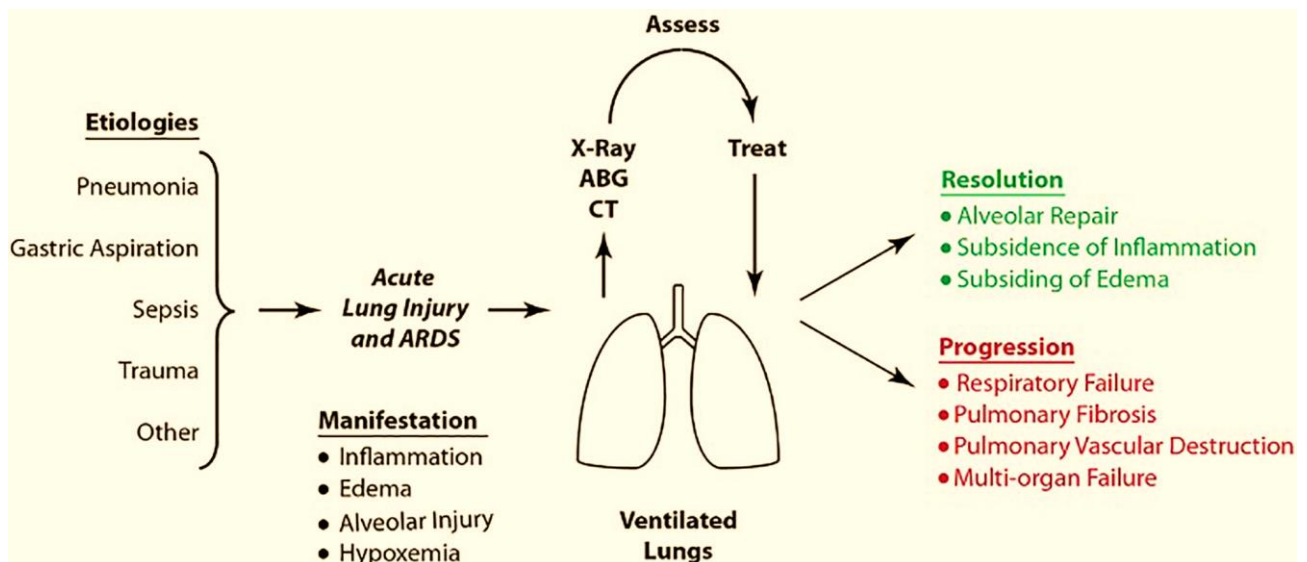 Assess
Etiologies
Pneumonia
Gastric Aspiration
Sepsis
Trauma
Other
Acute
Lung Injury
and ARDS
Manifestation
• Inflammation
• Edema
• Alveolar Injury
• Hypoxemia
X-Ray
ABG
CT
Treat
Ventilated
Lungs
Resolution
• Alveolar Repair
• Subsidence of Inflammation
• Subsiding of Edema
Progression
• Respiratory Failure
• Pulmonary Fibrosis
• Pulmonary Vascular Destruction
• Multi-organ Failure